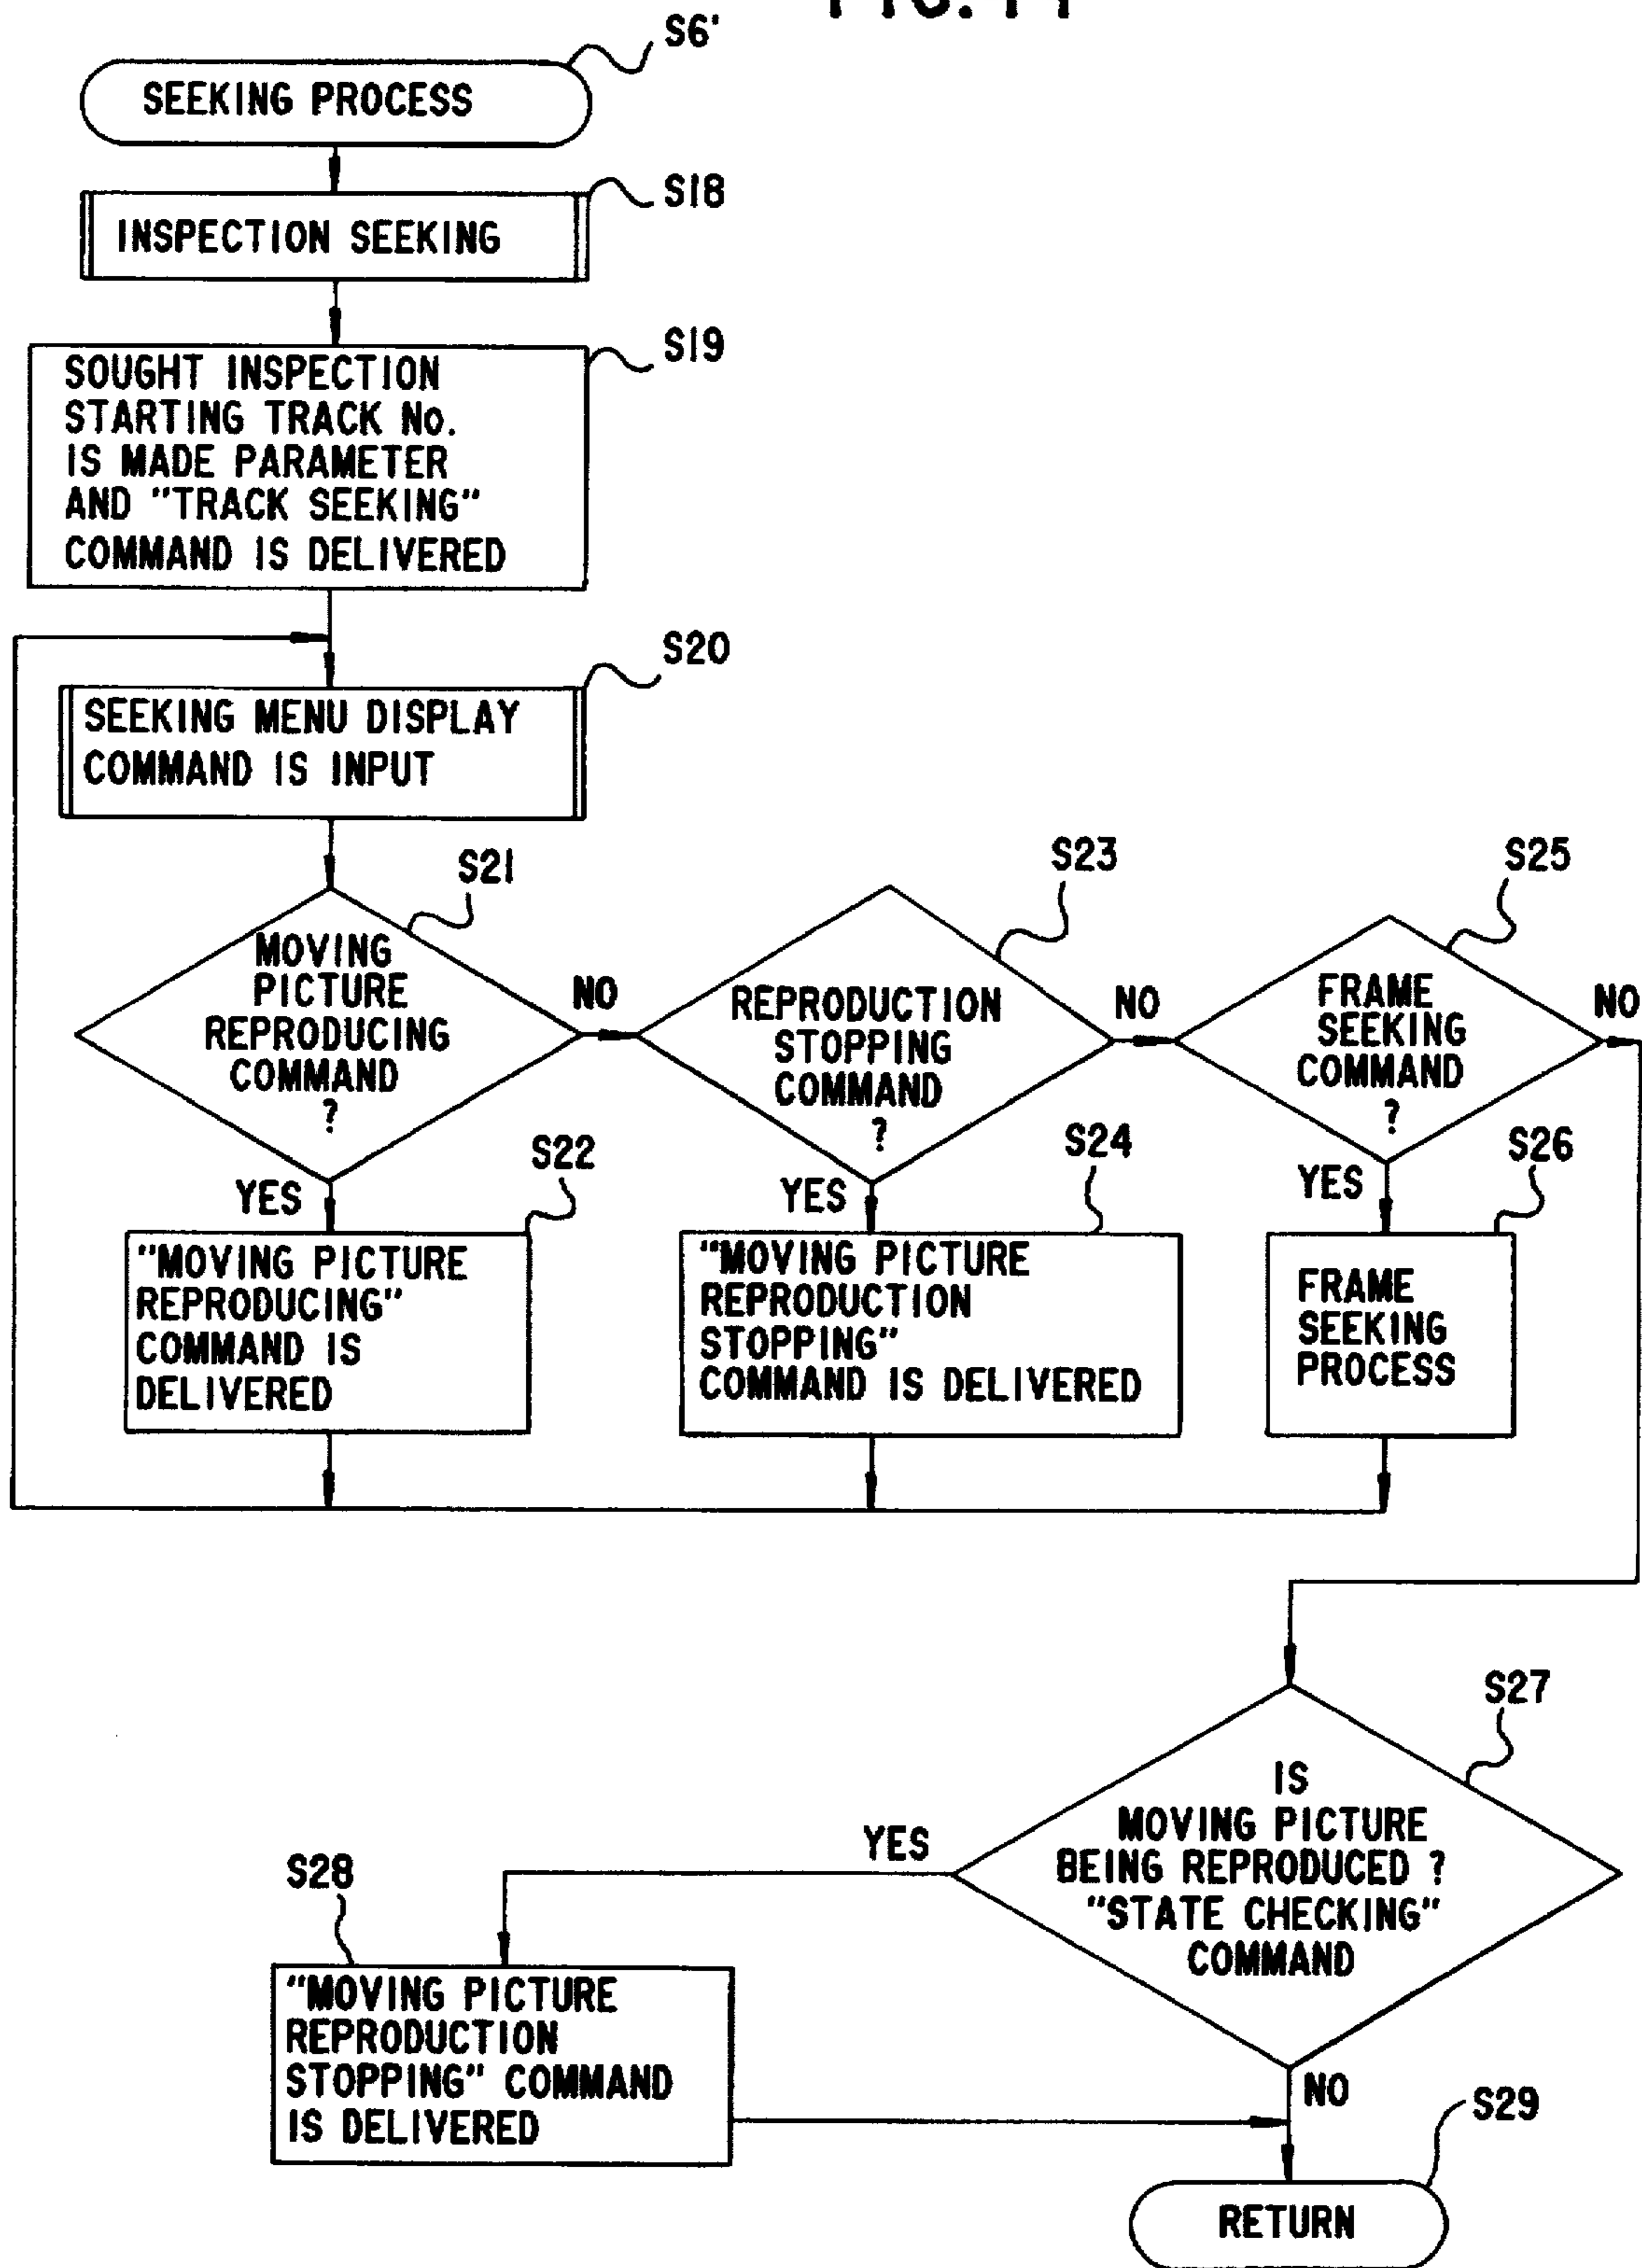 S6'
SEEKING PROCESS
S18
INSPECTION SEEKING
S19
SOUGHT INSPECTION
STARTING TRACK No.
IS MADE PARAMETER
AND "TRACK SEEKING"
COMMAND IS DELIVERED
S20
SEEKING MENU DISPLAY
COMMAND IS INPUT
S21
MOVING
PICTURE
REPRODUCING
COMMAND
?
NO
S23
REPRODUCTION
STOPPING
COMMAND
?
NO
S25
FRAME
SEEKING
COMMAND
?
NO
YES
S22
"MOVING PICTURE
REPRODUCING"
COMMAND IS
DELIVERED
YES
S24
"MOVING PICTURE
REPRODUCTION
STOPPING"
COMMAND IS DELIVERED
YES
S26
FRAME
SEEKING
PROCESS
S27
IS
MOVING PICTURE
BEING REPRODUCED ?
"STATE CHECKING"
COMMAND
YES
S28
"MOVING PICTURE
REPRODUCTION
STOPPING" COMMAND
IS DELIVERED
NO
S29
RETURN